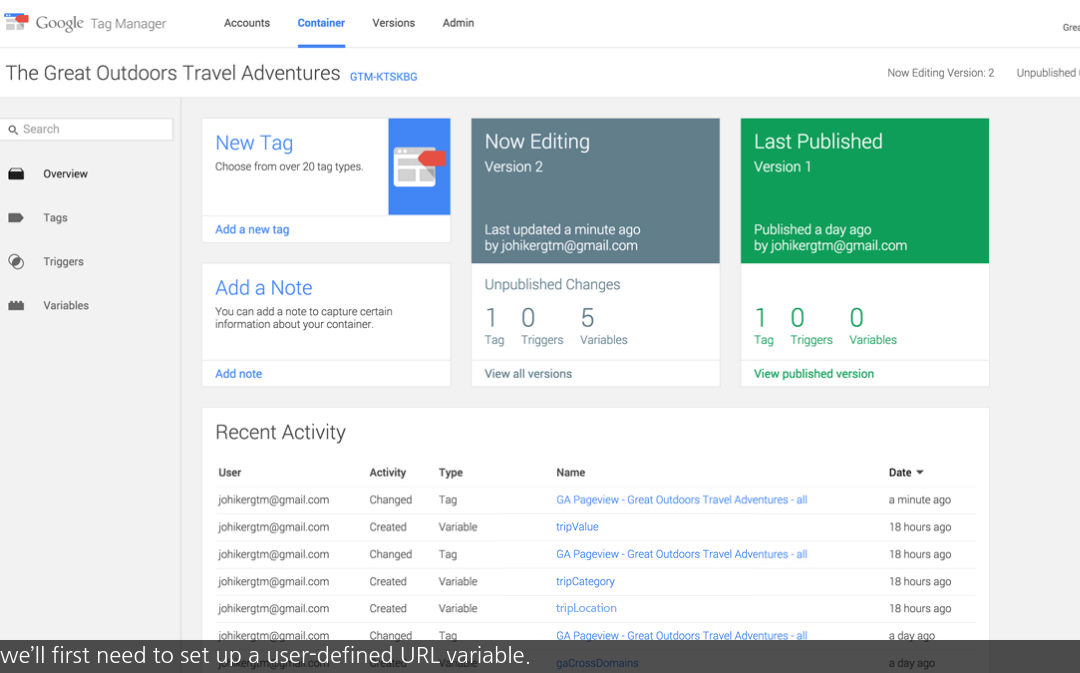 Google Tag Manager Accounts Container Versions Admin
The Great Outdoors Travel Adventures GTM-KTSKBG Now Editing Version: 2 Unpublished
Search
Overview
Tags
Triggers
Variables
New Tag
Choose from over 20 tag types.
Add a new tag
Add a Note
You can add a note to capture certain
information about your container.
Add note
Now Editing
Version 2
Last updated a minute ago
by johikergtm@gmail.com
Unpublished Changes
1 0 5
Tag Triggers Variables
View all versions
Last Published
Version 1
Published a day ago
by johikergtm@gmail.com
1 0 0
Tag Triggers Variables
View published version
Recent Activity
User Activity Type Name Date
johikergtm@gmail.com Changed Tag GA Pageview - Great Outdoors Travel Adventures - all a minute ago
johikergtm@gmail.com Created Variable tripValue 18 hours ago
johikergtm@gmail.com Changed Tag GA Pageview - Great Outdoors Travel Adventures - all 18 hours ago
johikergtm@gmail.com Created Variable tripCategory 18 hours ago
johikergtm@gmail.com Created Variable tripLocation 18 hours ago
johikergtm@gmail.com Changed Tag GA Pageview - Great Outdoors Travel Adventures - all a day ago
gaCrossDomains a day ago
we'll first need to set up a user-defined URL variable.